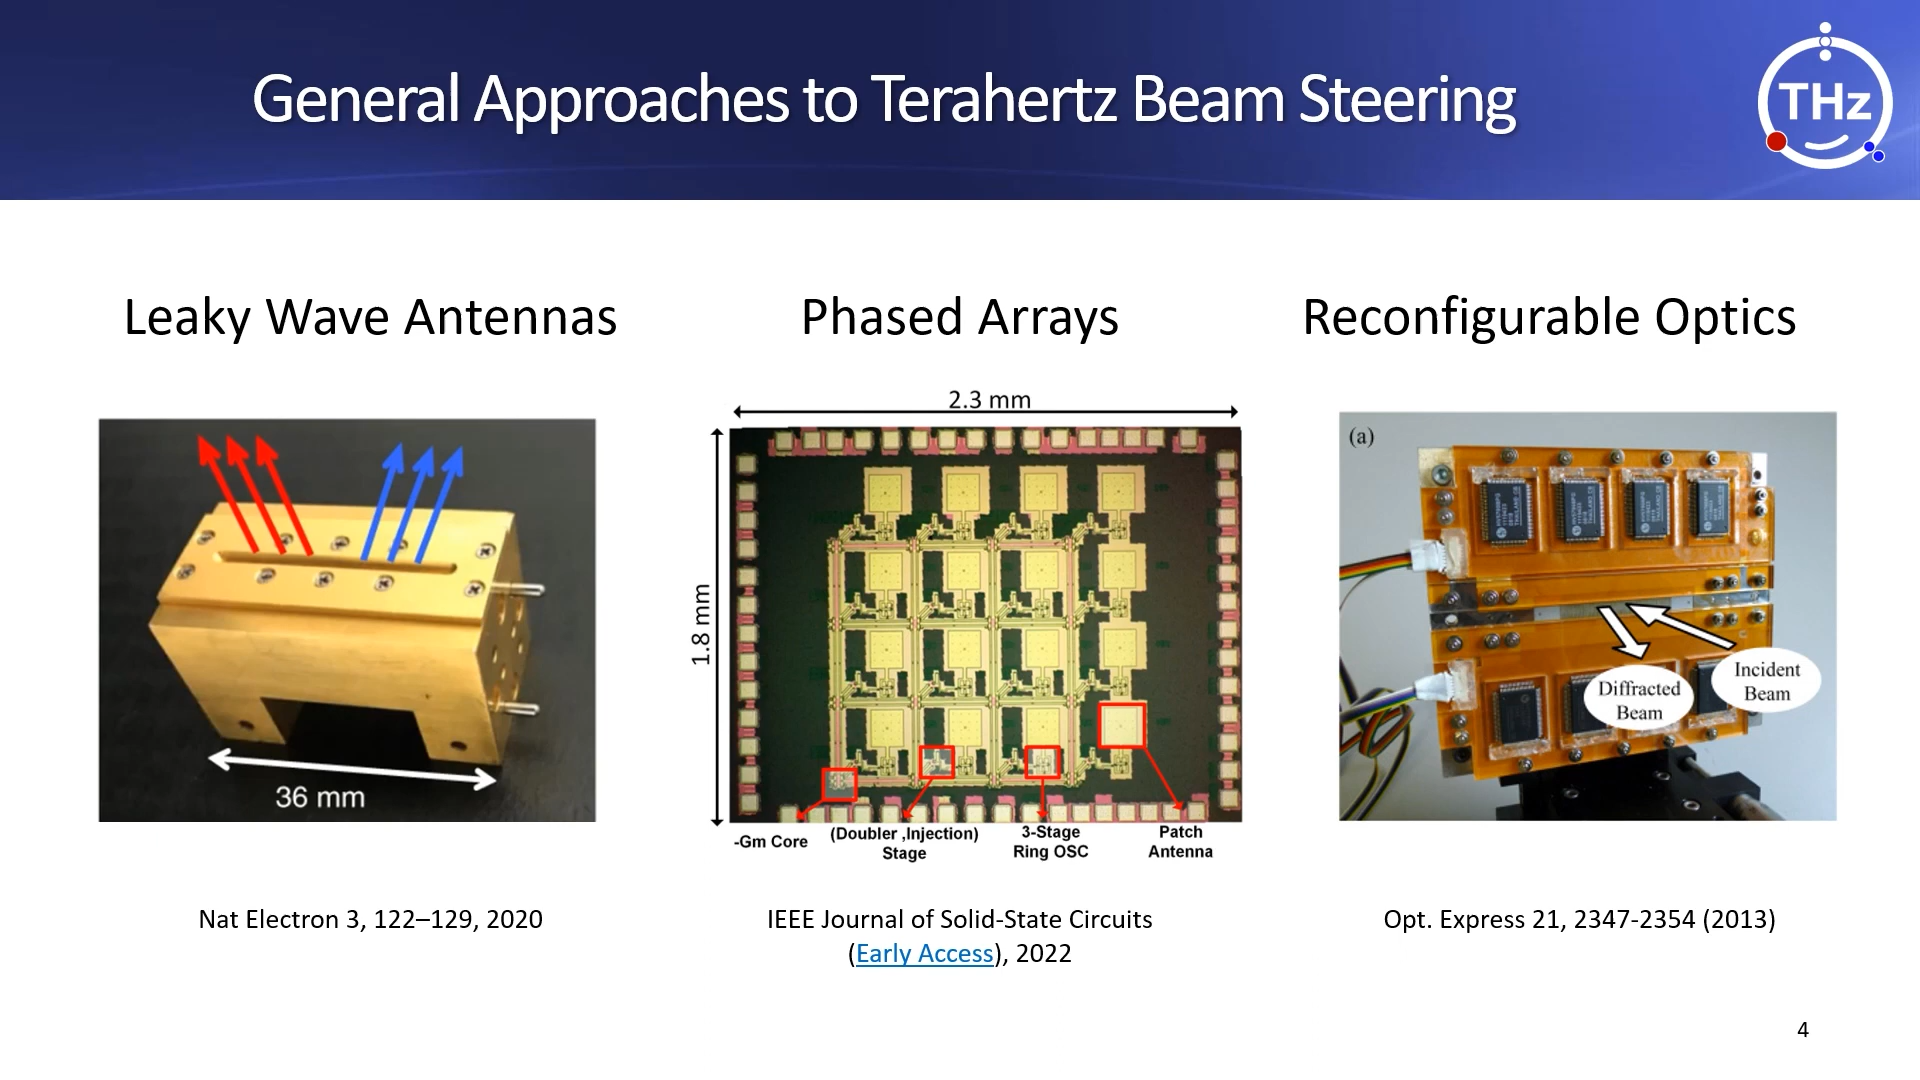 General Approaches to Terahertz Beam Steering
THz
Leaky Wave Antennas
36 mm
Nat Electron 3, 122–129, 2020
Phased Arrays
2.3 mm
1.8 mm
-Gm Core
(Doubler ,Injection)
Stage
3-Stage
Ring OSC
Patch
Antenna
IEEE Journal of Solid-State Circuits
(Early Access), 2022
Reconfigurable Optics
(a)
Diffracted
Beam
Incident
Beam
Opt. Express 21, 2347-2354 (2013)
4